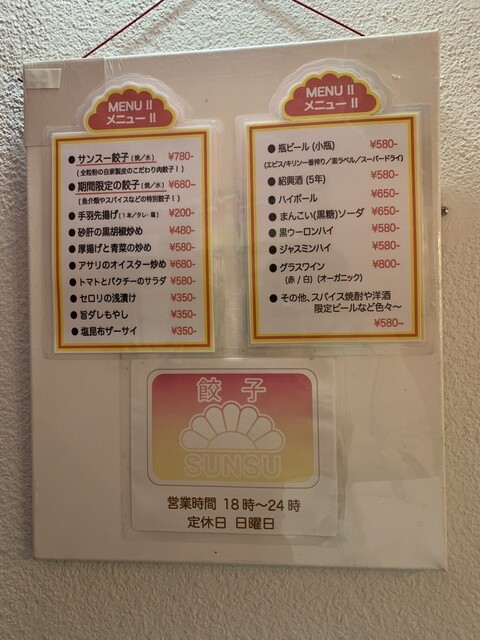 MENU II
メニュー II
● サンスー餃子 (焼/水) ¥780-
(全粒粉の自家製皮のこだわり肉餃子!)
● 期間限定の餃子 (焼/水) ¥680-
(魚介類やスパイスなどの特別餃子!)
● 手羽先揚げ (1本/タレ・塩) ¥200-
● 砂肝の黒胡椒炒め ¥480-
● 厚揚げと青菜の炒め ¥580-
● アサリのオイスター炒め ¥680-
● トマトとパクチーのサラダ ¥580-
● セロリの浅漬け ¥350-
● 旨ダレもやし ¥350-
● 塩昆布ザーサイ ¥350-
MENU II
メニュー II
● 瓶ビール (小瓶) ¥580-
(エビス/キリン一番搾り/黒ラベル/スーパードライ)
● 紹興酒 (5年) ¥580-
● ハイボール ¥650-
● まんこい(黒糖)ソーダ ¥650-
● 黒ウーロンハイ ¥580-
● ジャスミンハイ ¥580-
● グラスワイン ¥800-
(赤 / 白) (オーガニック)
● その他、スパイス焼酎や洋酒
限定ビールなど色々〜
¥580〜
餃子
SUNSU
営業時間 18時〜24時
定休日 日曜日